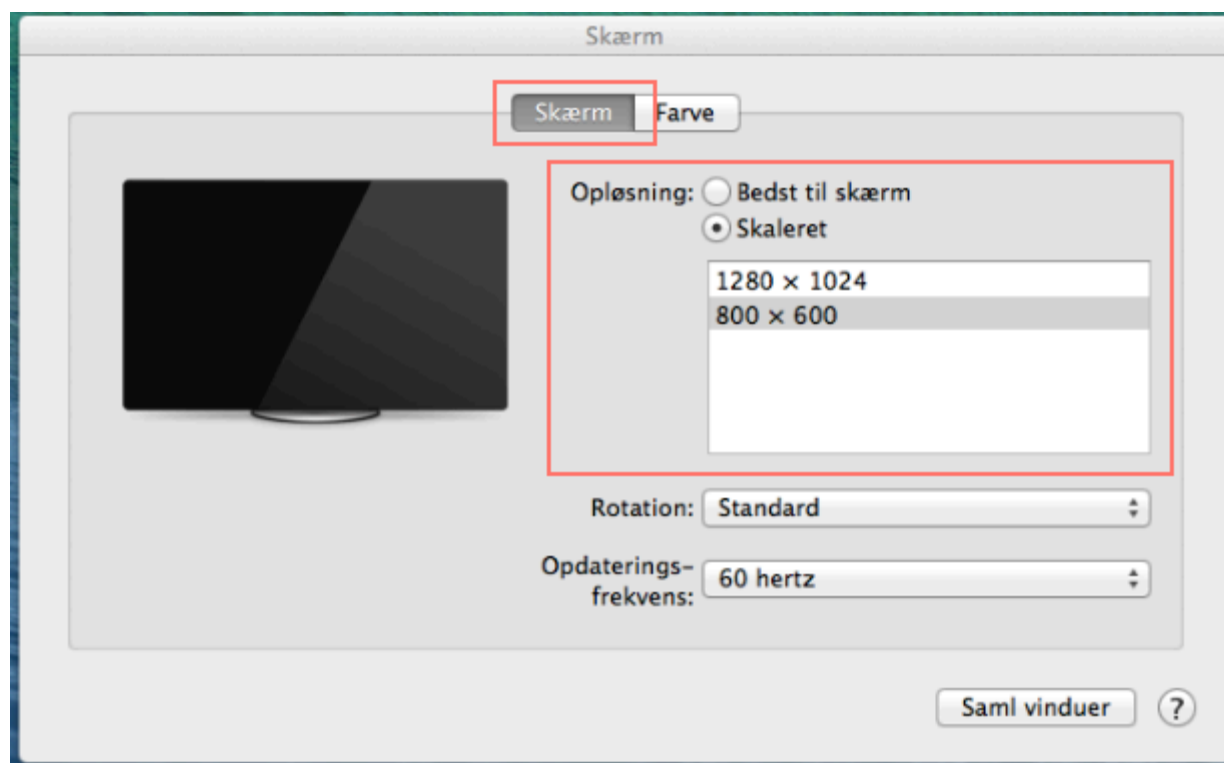 Skærm
Skærm Farve
Opløsning: Bedst til skærm
Skaleret
1280 × 1024
800 × 600
Rotation: Standard
Opdaterings-
frekvens: 60 hertz
Saml vinduer ?